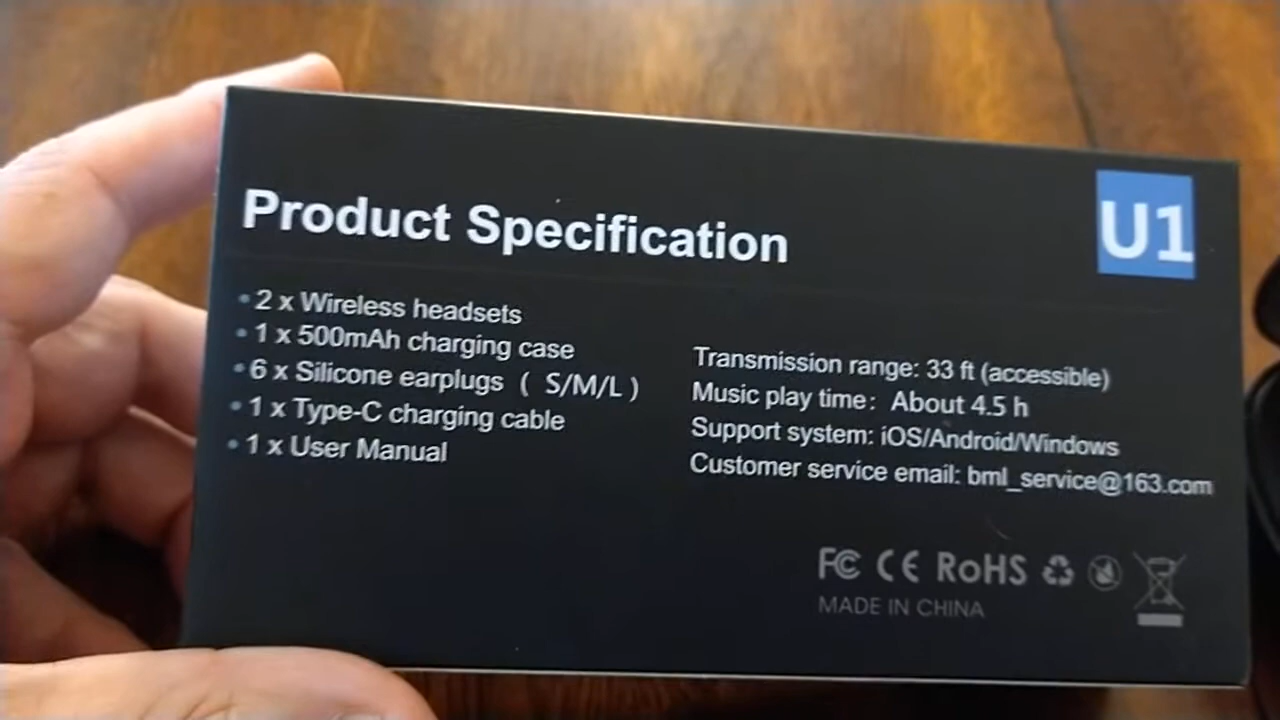 Product Specification
U1
• 2 x Wireless headsets
• 1 x 500mAh charging case
• 6 x Silicone earplugs ( S/M/L )
• 1 x Type-C charging cable
• 1 x User Manual
Transmission range: 33 ft (accessible)
Music play time: About 4.5 h
Support system: iOS/Android/Windows
Customer service email: bml_service@163.com
FC CE RoHS
MADE IN CHINA